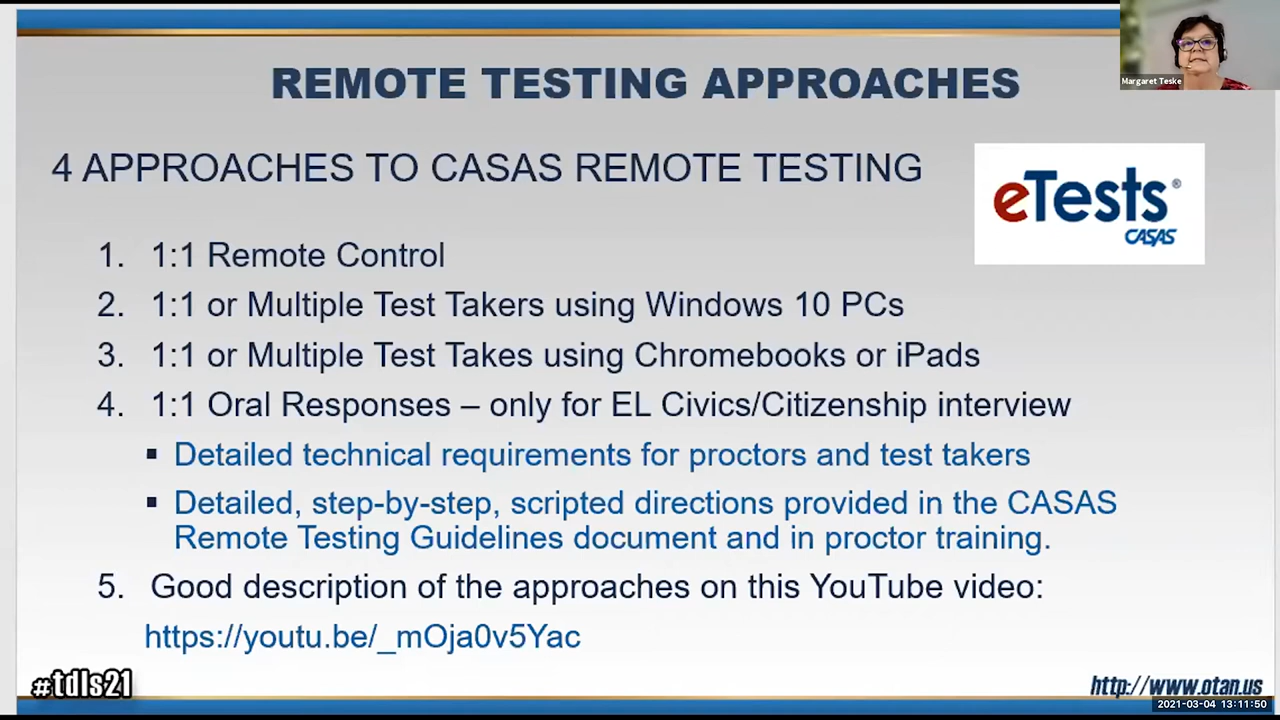 REMOTE TESTING APPROACHES
Margaret Teske
4 APPROACHES TO CASAS REMOTE TESTING
eTests®
CASAS
1. 1:1 Remote Control
2. 1:1 or Multiple Test Takers using Windows 10 PCs
3. 1:1 or Multiple Test Takes using Chromebooks or iPads
4. 1:1 Oral Responses – only for EL Civics/Citizenship interview
▪ Detailed technical requirements for proctors and test takers
▪ Detailed, step-by-step, scripted directions provided in the CASAS
Remote Testing Guidelines document and in proctor training.
5. Good description of the approaches on this YouTube video:
https://youtu.be/_mOja0v5Yac
#tdls21
http://www.otan.us
2021-03-04 13:11:50